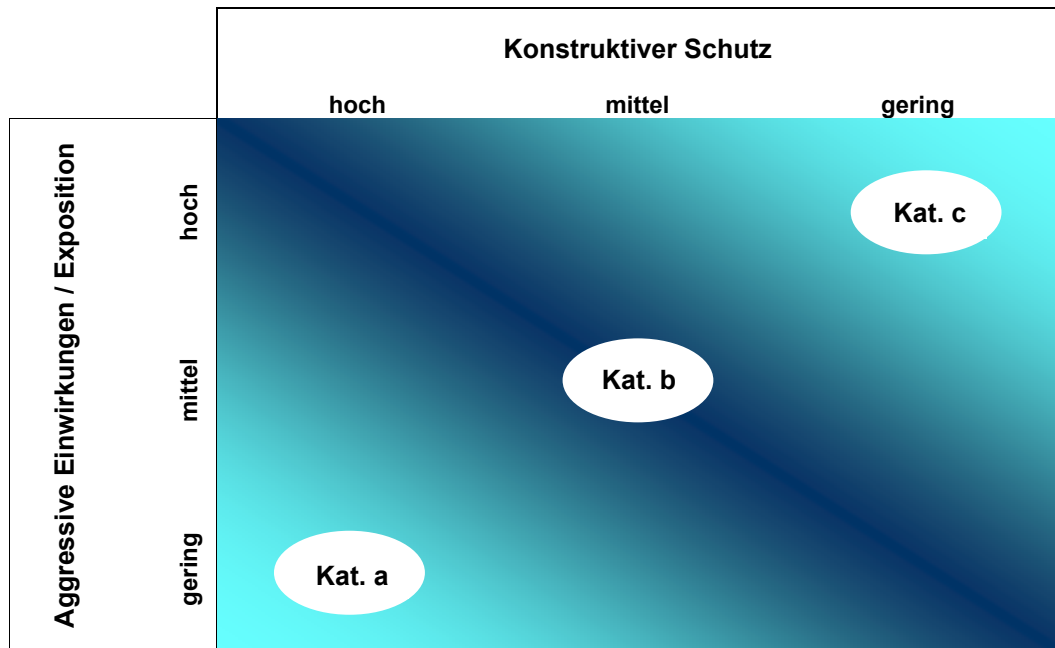 Konstruktiver Schutz
hoch mittel gering
Aggressive Einwirkungen / Exposition
hoch
Kat. c
mittel
Kat. b
gering
Kat. a